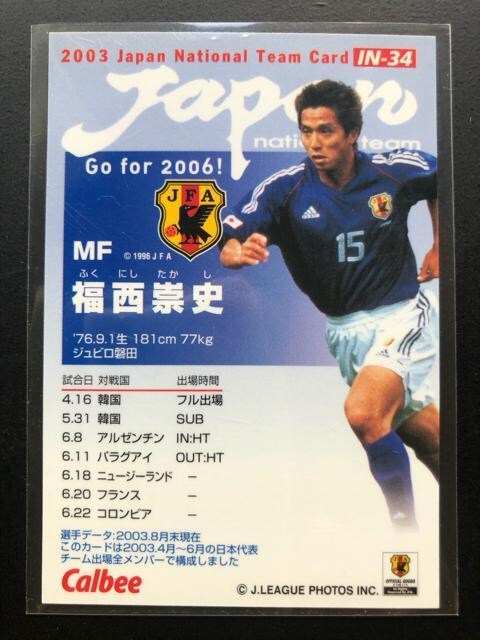 2003 Japan National Team Card IN-34
Japan
national team
Go for 2006!
JFA
MF © 1996 J F A
ふく にし たか し
福西崇史
'76.9.1生 181cm 77kg
ジュビロ磐田
15
試合日 対戦国 出場時間
4.16 韓国 フル出場
5.31 韓国 SUB
6.8 アルゼンチン IN:HT
6.11 パラグアイ OUT:HT
6.18 ニュージーランド –
6.20 フランス –
6.22 コロンビア –
選手データ:2003.8月末現在
このカードは2003.4月〜6月の日本代表
チーム出場全メンバーで構成しました
Calbee
© J.LEAGUE PHOTOS INC.
OFFICIAL GOODS